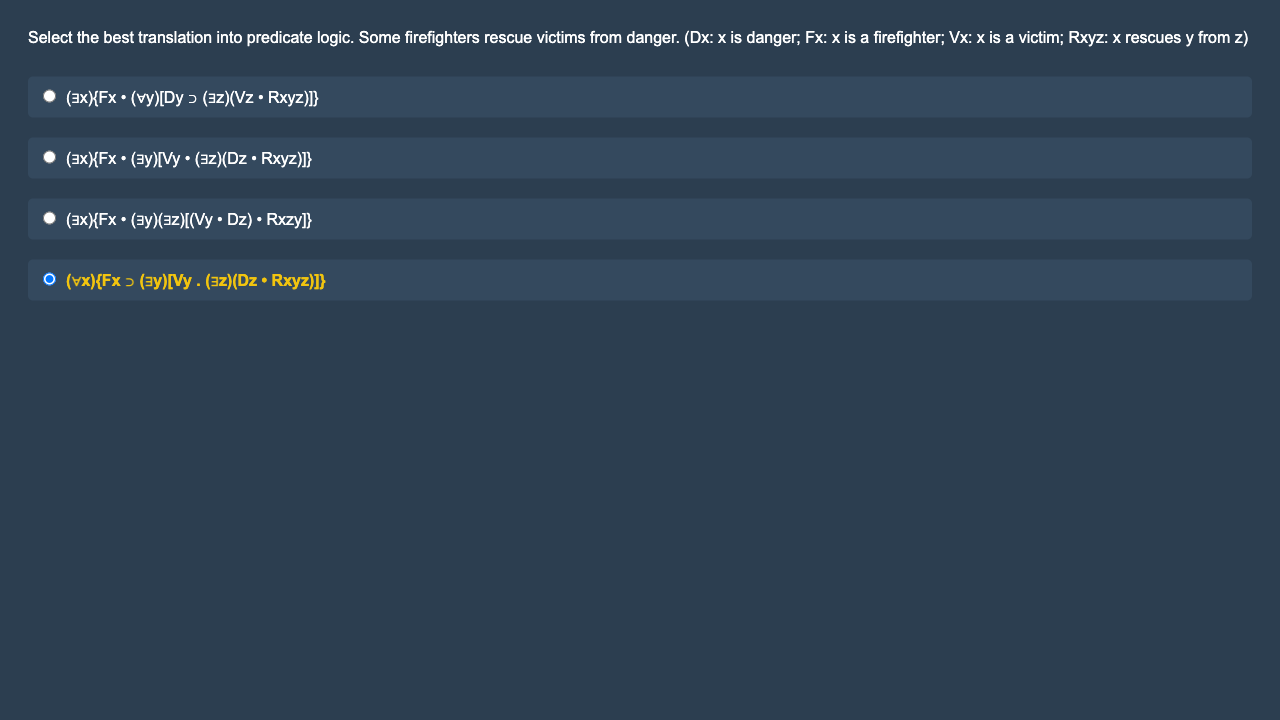 Select the best translation into predicate logic. Some firefighters rescue victims from danger. (Dx: x is danger; Fx: x is a firefighter; Vx: x is a victim; Rxyz: x rescues y from z)
(∃x){Fx • (∀y)[Dy ⊃ (∃z)(Vz • Rxyz)]}
(∃x){Fx • (∃y)[Vy • (∃z)(Dz • Rxyz)]}
(∃x){Fx • (∃y)(∃z)[(Vy • Dz) • Rxzy]}
(∀x){Fx ⊃ (∃y)[Vy . (∃z)(Dz • Rxyz)]}